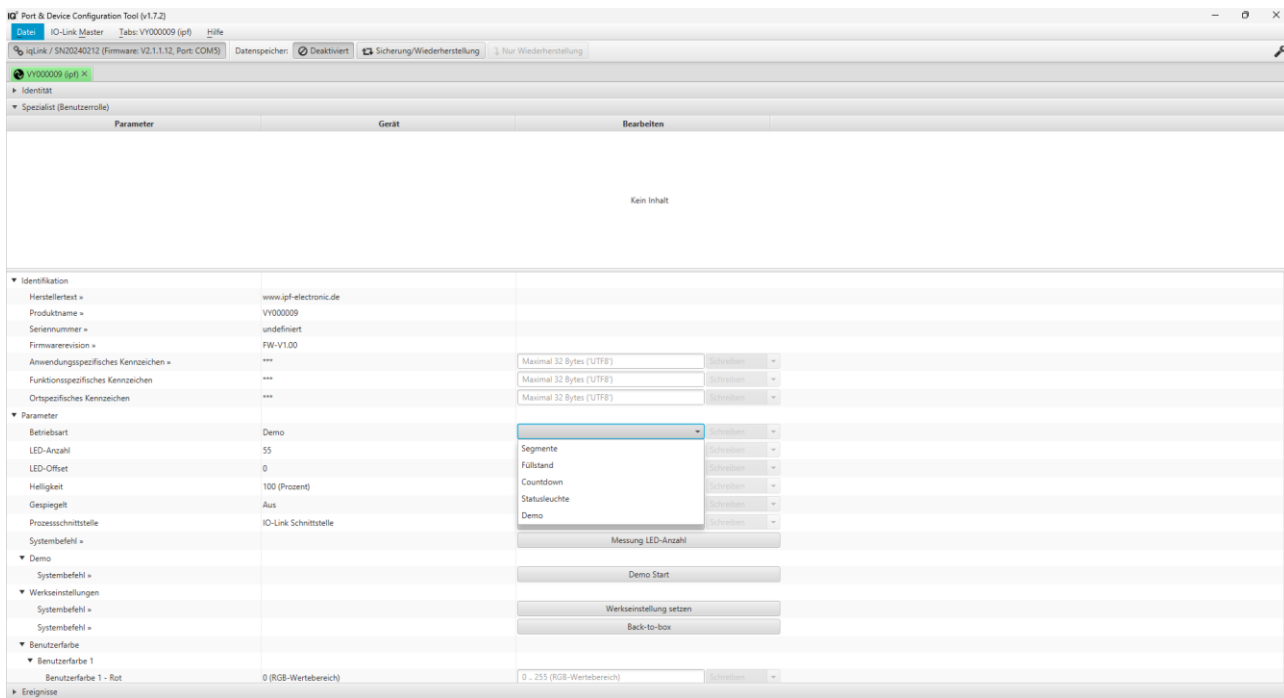 IQ² Port & Device Configuration Tool (v1.7.2)
Datei IO-Link Master Tabs: VY000009 (ipf) Hilfe
iqLink / SN20240212 (Firmware: V2.1.1.12, Port: COM5) Datenspeicher: Deaktiviert Sicherung/Wiederherstellung Nur Wiederherstellung
VY000009 (ipf) ×
Identität
Spezialist (Benutzerrolle)
Parameter Gerät Bearbeiten
Kein Inhalt
Identifikation
Herstellertext » www.ipf-electronic.de
Produktname » VY000009
Seriennummer » undefiniert
Firmwarerevision » FW-V1.00
Anwendungsspezifisches Kennzeichen » *** Maximal 32 Bytes ('UTF8') Schreiben
Funktionsspezifisches Kennzeichen *** Maximal 32 Bytes ('UTF8') Schreiben
Ortspezifisches Kennzeichen *** Maximal 32 Bytes ('UTF8') Schreiben
Parameter
Betriebsart Demo Schreiben
LED-Anzahl 55 Segmente Schreiben
LED-Offset 0 Füllstand Schreiben
Helligkeit 100 (Prozent) Countdown Schreiben
Gespiegelt Aus Statusleuchte Schreiben
Prozessschnittstelle IO-Link Schnittstelle Demo Schreiben
Systembefehl » Messung LED-Anzahl
Demo
Systembefehl » Demo Start
Werkseinstellungen
Systembefehl » Werkseinstellung setzen
Systembefehl » Back-to-box
Benutzerfarbe
Benutzerfarbe 1
Benutzerfarbe 1 - Rot 0 (RGB-Wertebereich) 0 .. 255 (RGB-Wertebereich) Schreiben
Ereignisse